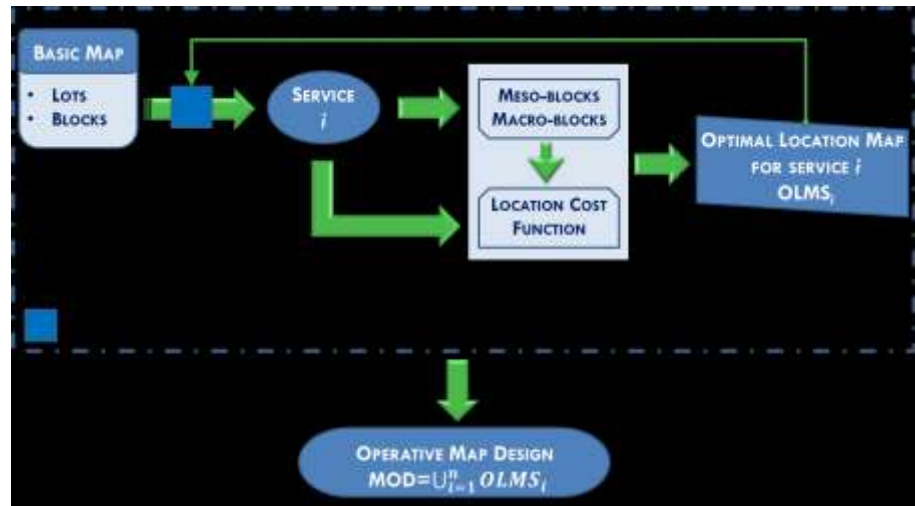 BASIC MAP
• LOTS
• BLOCKS
SERVICE
i
MESO-BLOCKS
MACRO-BLOCKS
LOCATION COST
FUNCTION
OPTIMAL LOCATION MAP
FOR SERVICE i
OLMSᵢ
OPERATIVE MAP DESIGN
MOD=⋃ⁿᵢ₌₁ OLMSᵢ